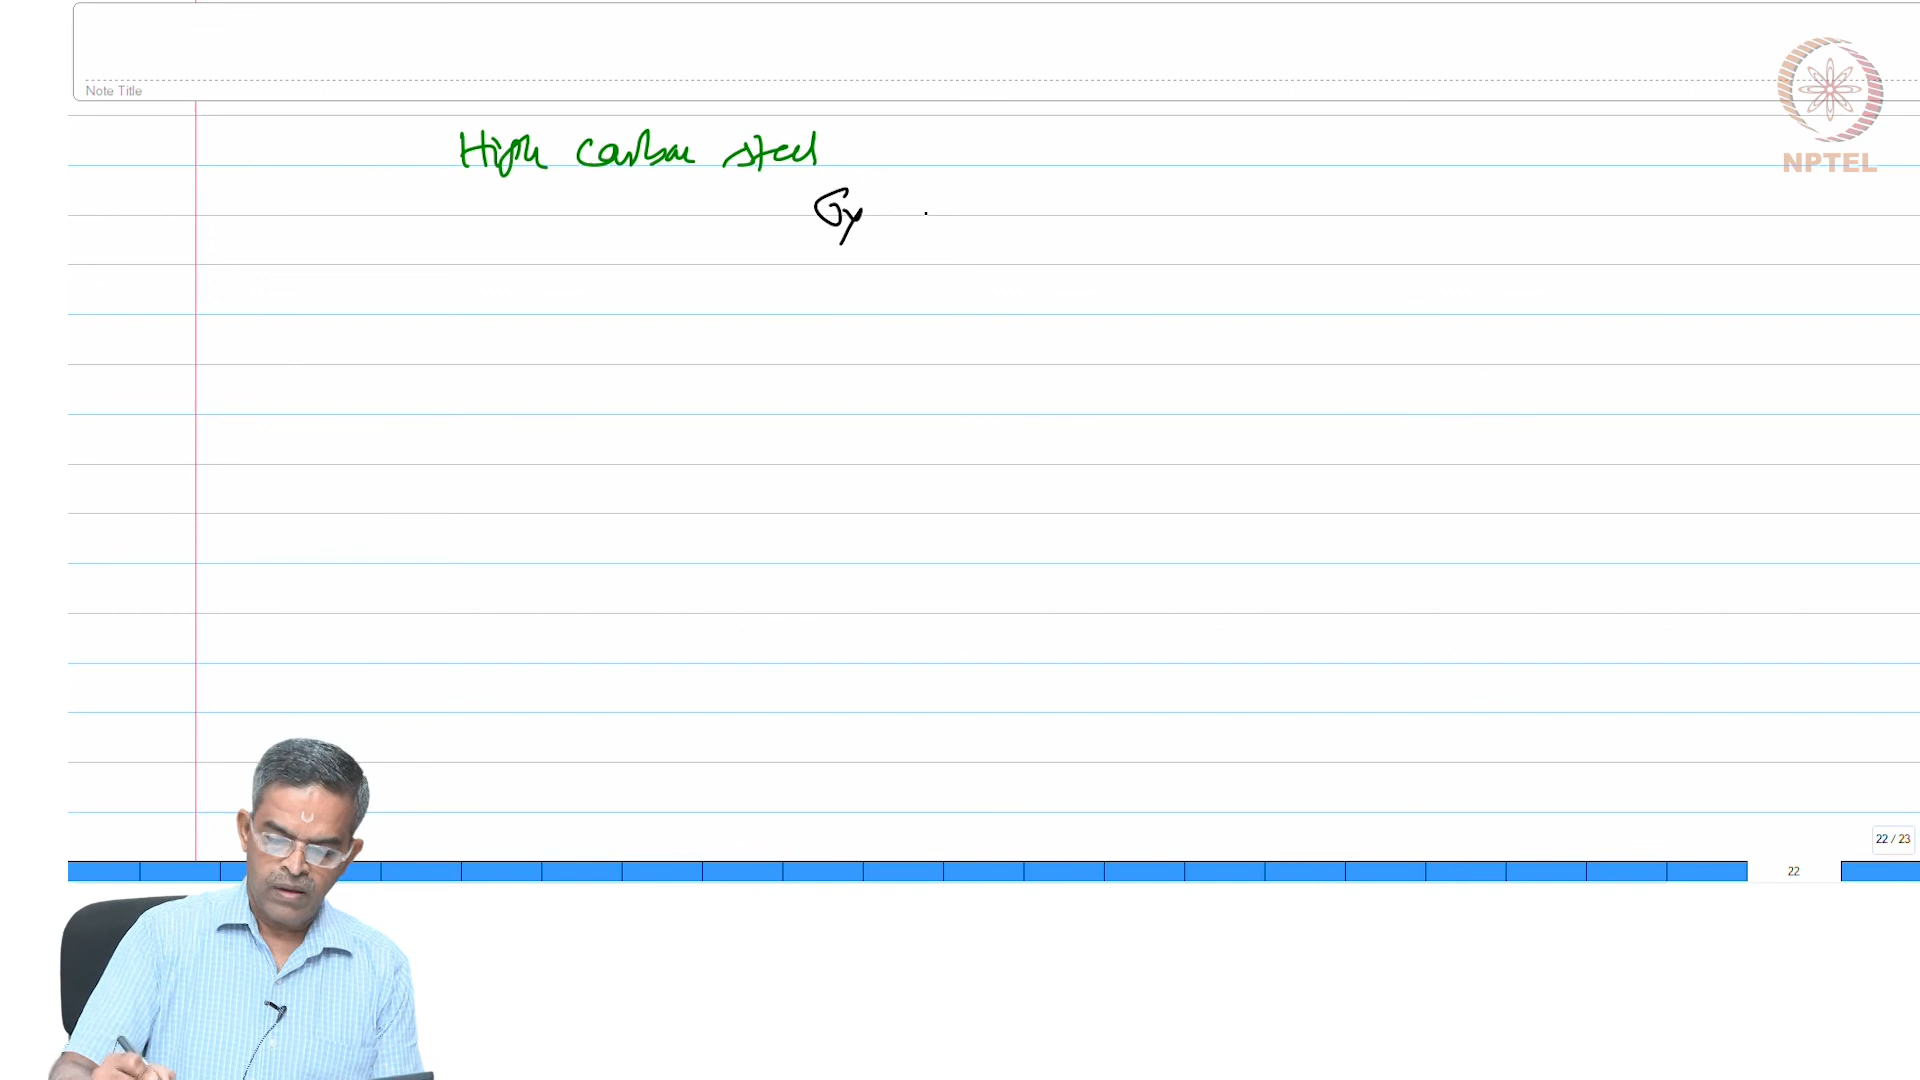 Note Title
NPTEL
High carbon steel
σy
22 / 23
22